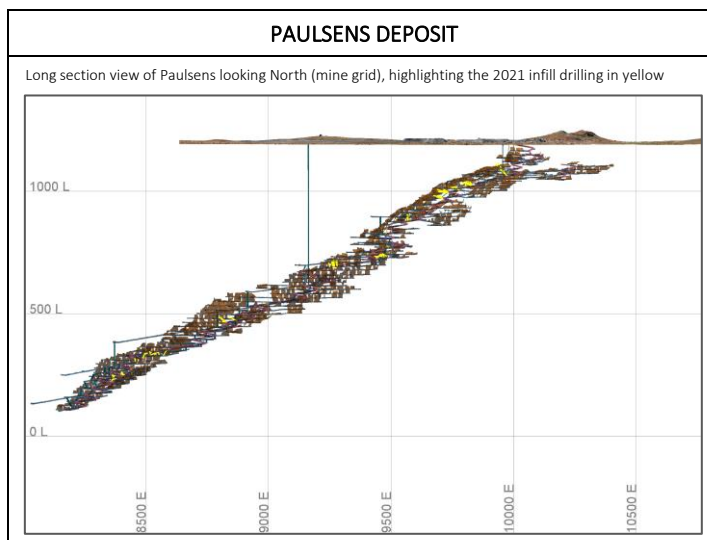 PAULSENS DEPOSIT
Long section view of Paulsens looking North (mine grid), highlighting the 2021 infill drilling in yellow
1000 L
500 L
0 L
8500 E
9000 E
9500 E
10000 E
10500 E